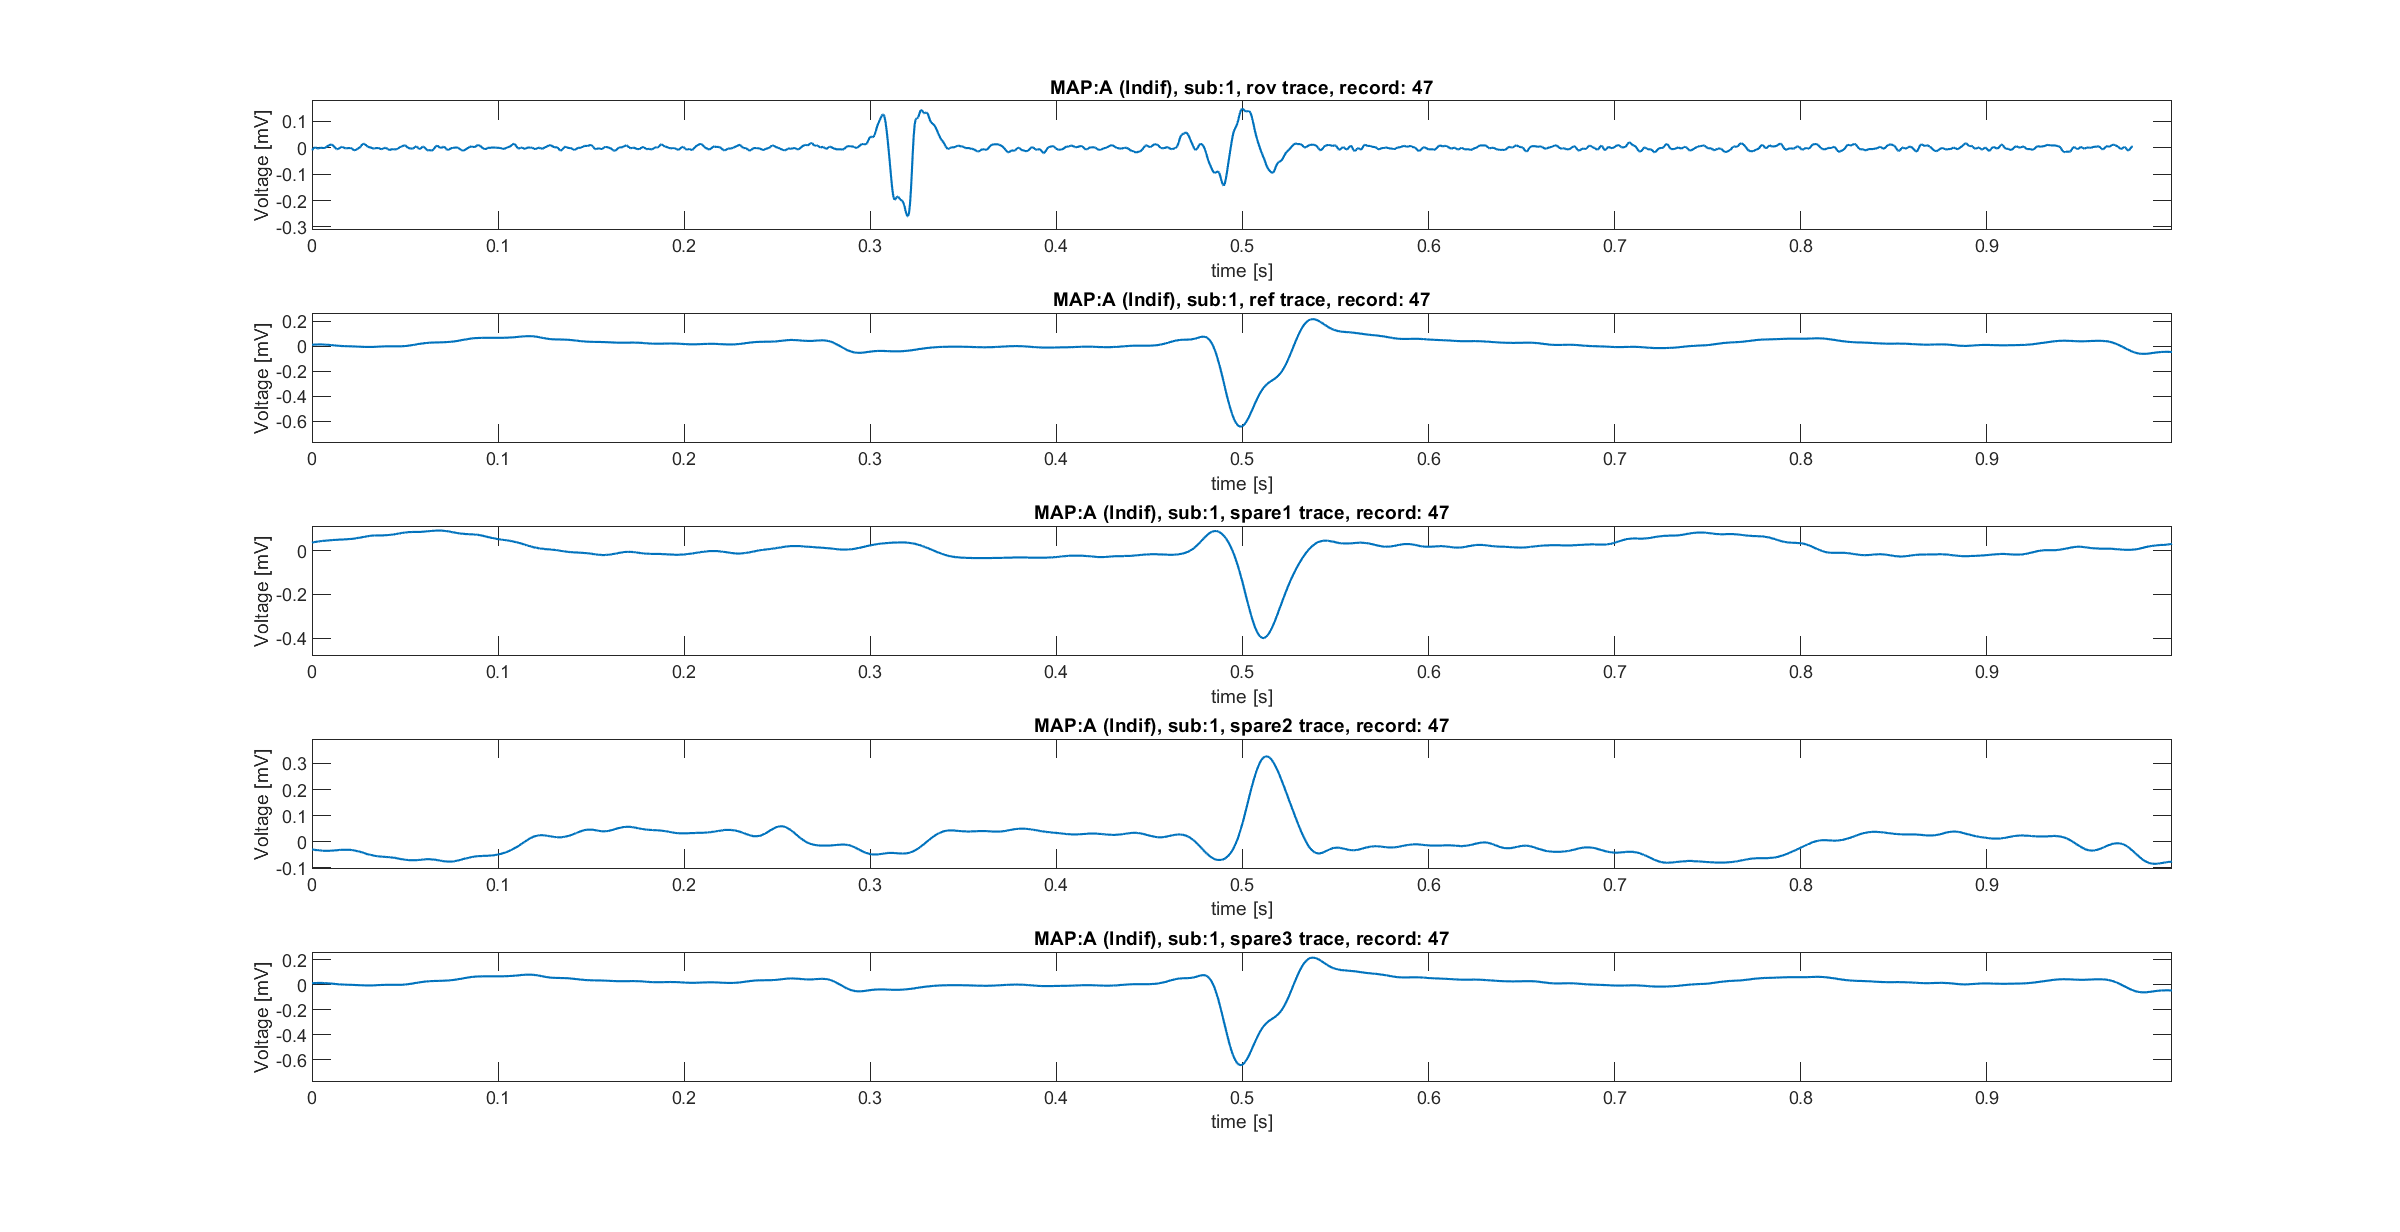 MAP:A (Indif), sub:1, rov trace, record: 47
Voltage [mV]
0.1
0
-0.1
-0.2
-0.3
0 0.1 0.2 0.3 0.4 0.5 0.6 0.7 0.8 0.9
time [s]
MAP:A (Indif), sub:1, ref trace, record: 47
Voltage [mV]
0.2
0
-0.2
-0.4
-0.6
0 0.1 0.2 0.3 0.4 0.5 0.6 0.7 0.8 0.9
time [s]
MAP:A (Indif), sub:1, spare1 trace, record: 47
Voltage [mV]
0
-0.2
-0.4
0 0.1 0.2 0.3 0.4 0.5 0.6 0.7 0.8 0.9
time [s]
MAP:A (Indif), sub:1, spare2 trace, record: 47
Voltage [mV]
0.3
0.2
0.1
0
-0.1
0 0.1 0.2 0.3 0.4 0.5 0.6 0.7 0.8 0.9
time [s]
MAP:A (Indif), sub:1, spare3 trace, record: 47
Voltage [mV]
0.2
0
-0.2
-0.4
-0.6
0 0.1 0.2 0.3 0.4 0.5 0.6 0.7 0.8 0.9
time [s]